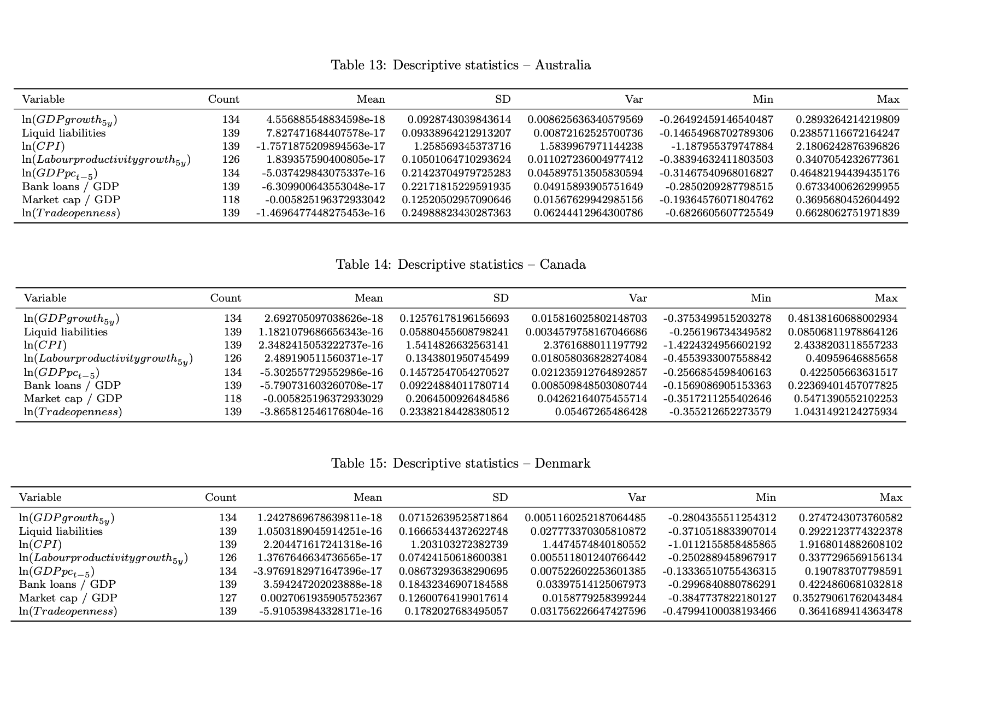 Table 13: Descriptive statistics – Australia
Variable Count Mean SD Var Min Max
ln(GDPgrowth5y) 134 4.556885548834598e-18 0.0928743039843614 0.008625636340579569 -0.26492459146540487 0.2893264214219809
Liquid liabilities 139 7.827471684407578e-17 0.09338964212913207 0.00872162525700736 -0.14654968702789306 0.23857116672164247
ln(CPI) 139 -1.7571875209894563e-17 1.258569345373716 1.5839967971144238 -1.187955379747884 2.1806242876396826
ln(Labourproductivitygrowth5y) 126 1.839357590400805e-17 0.10501064710293624 0.011027236004977412 -0.38394632411803503 0.3407054232677361
ln(GDPpct−5) 134 -5.037429843075337e-16 0.21423704979725283 0.045897513505830594 -0.31467540968016827 0.46482194439435176
Bank loans / GDP 139 -6.309900643553048e-17 0.22171815229591935 0.04915893905751649 -0.2850209287798515 0.6733400626299955
Market cap / GDP 118 -0.005825196372933042 0.12520502957090646 0.01567629942985156 -0.19364576071804762 0.3695680452604492
ln(Tradeopenness) 139 -1.4696477448275453e-16 0.24988823430287363 0.06244412964300786 -0.6826605607725549 0.6628062751971839
Table 14: Descriptive statistics – Canada
Variable Count Mean SD Var Min Max
ln(GDPgrowth5y) 134 2.692705097038626e-18 0.12576178196156693 0.015816025802148703 -0.3753499515203278 0.48138160688002934
Liquid liabilities 139 1.1821079686656343e-16 0.05880455608798241 0.0034579758167046686 -0.256196734349582 0.08506811978864126
ln(CPI) 139 2.3482415053222737e-16 1.5414826632563141 2.3761688011197792 -1.4224324956602192 2.4338203118557233
ln(Labourproductivitygrowth5y) 126 2.489190511560371e-17 0.1343801950745499 0.018058036828274084 -0.4553933007558842 0.40959646885658
ln(GDPpct−5) 134 -5.302557729552986e-16 0.14572547054270527 0.021235912764892857 -0.2566854598406163 0.422505663631517
Bank loans / GDP 139 -5.790731603260708e-17 0.09224884011780714 0.008509848503080744 -0.1569086905153363 0.22369401457077825
Market cap / GDP 118 -0.005825196372933029 0.2064500926484586 0.04262164075455714 -0.3517211255402646 0.5471390552102253
ln(Tradeopenness) 139 -3.865812546176804e-16 0.23382184428380512 0.05467265486428 -0.355212652273579 1.0431492124275934
Table 15: Descriptive statistics – Denmark
Variable Count Mean SD Var Min Max
ln(GDPgrowth5y) 134 1.2427869678639811e-18 0.07152639525871864 0.0051160252187064485 -0.2804355511254312 0.2747243073760582
Liquid liabilities 139 1.0503189045914251e-16 0.16665344372622748 0.027773370305810872 -0.3710518833907014 0.2922123774322378
ln(CPI) 139 2.204471617241318e-16 1.203103272382739 1.4474574840180552 -1.0112155858485865 1.9168014882608102
ln(Labourproductivitygrowth5y) 126 1.3767646634736565e-17 0.07424150618600381 0.005511801240766442 -0.2502889458967917 0.3377296569156134
ln(GDPpct−5) 134 -3.9769182971647396e-17 0.08673293638290695 0.007522602253601385 -0.13336510755436315 0.190783707798591
Bank loans / GDP 139 3.594247202023888e-18 0.18432346907184588 0.03397514125067973 -0.2996840880786291 0.4224860681032818
Market cap / GDP 127 0.0027061935905752367 0.12600764199017614 0.0158779258399244 -0.3847737822180127 0.35279061762043484
ln(Tradeopenness) 139 -5.910539843328171e-16 0.1782027683495057 0.031756226647427596 -0.47994100038193466 0.3641689414363478